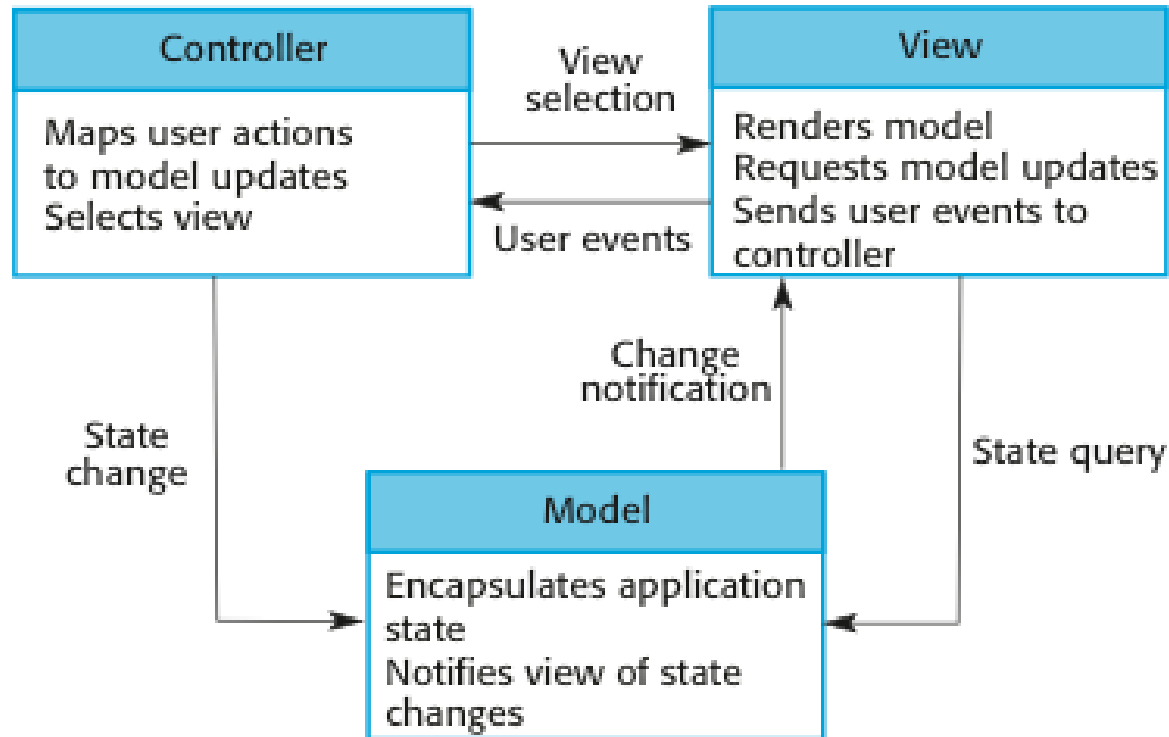 Controller
Maps user actions
to model updates
Selects view
View
selection
User events
View
Renders model
Requests model updates
Sends user events to
controller
State
change
Change
notification
State query
Model
Encapsulates application
state
Notifies view of state
changes